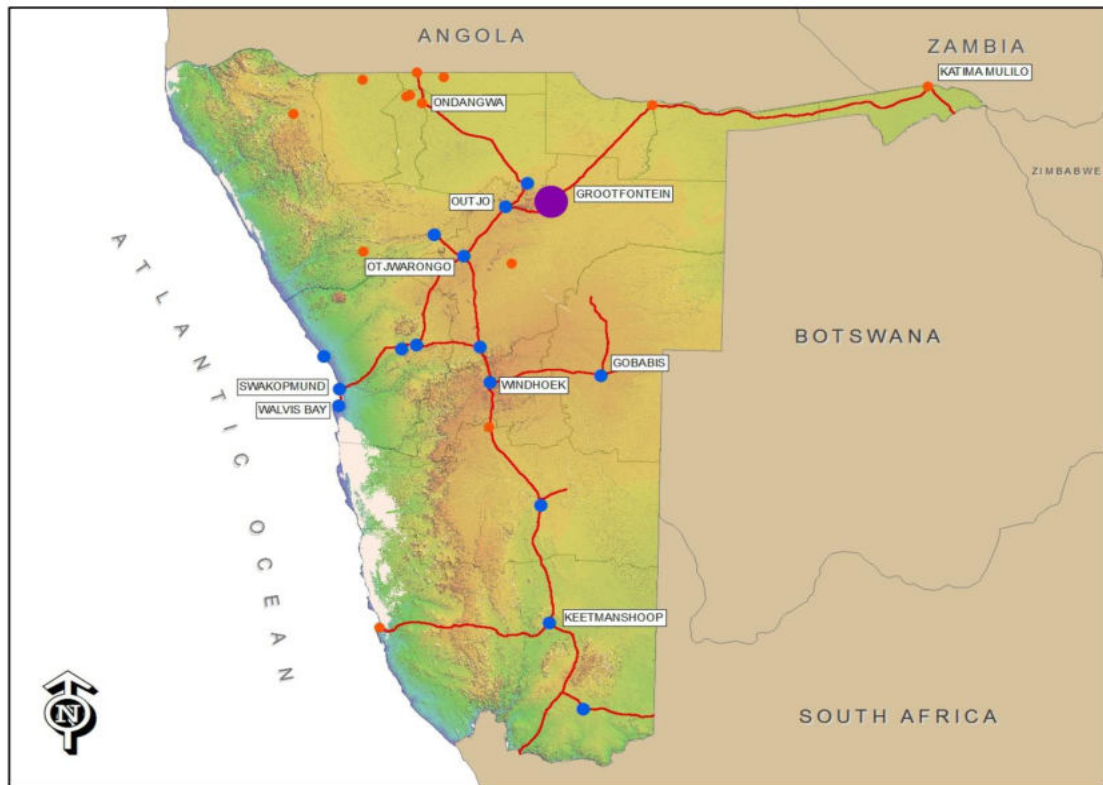 ANGOLA
ZAMBIA
KATIMA MULILO
ONDANGWA
ZIMBABWE
GROOTFONTEIN
OUTJO
OTJWARONGO
ATLANTIC OCEAN
BOTSWANA
GOBABIS
SWAKOPMUND
WINDHOEK
WALVIS BAY
KEETMANSHOOP
N
SOUTH AFRICA